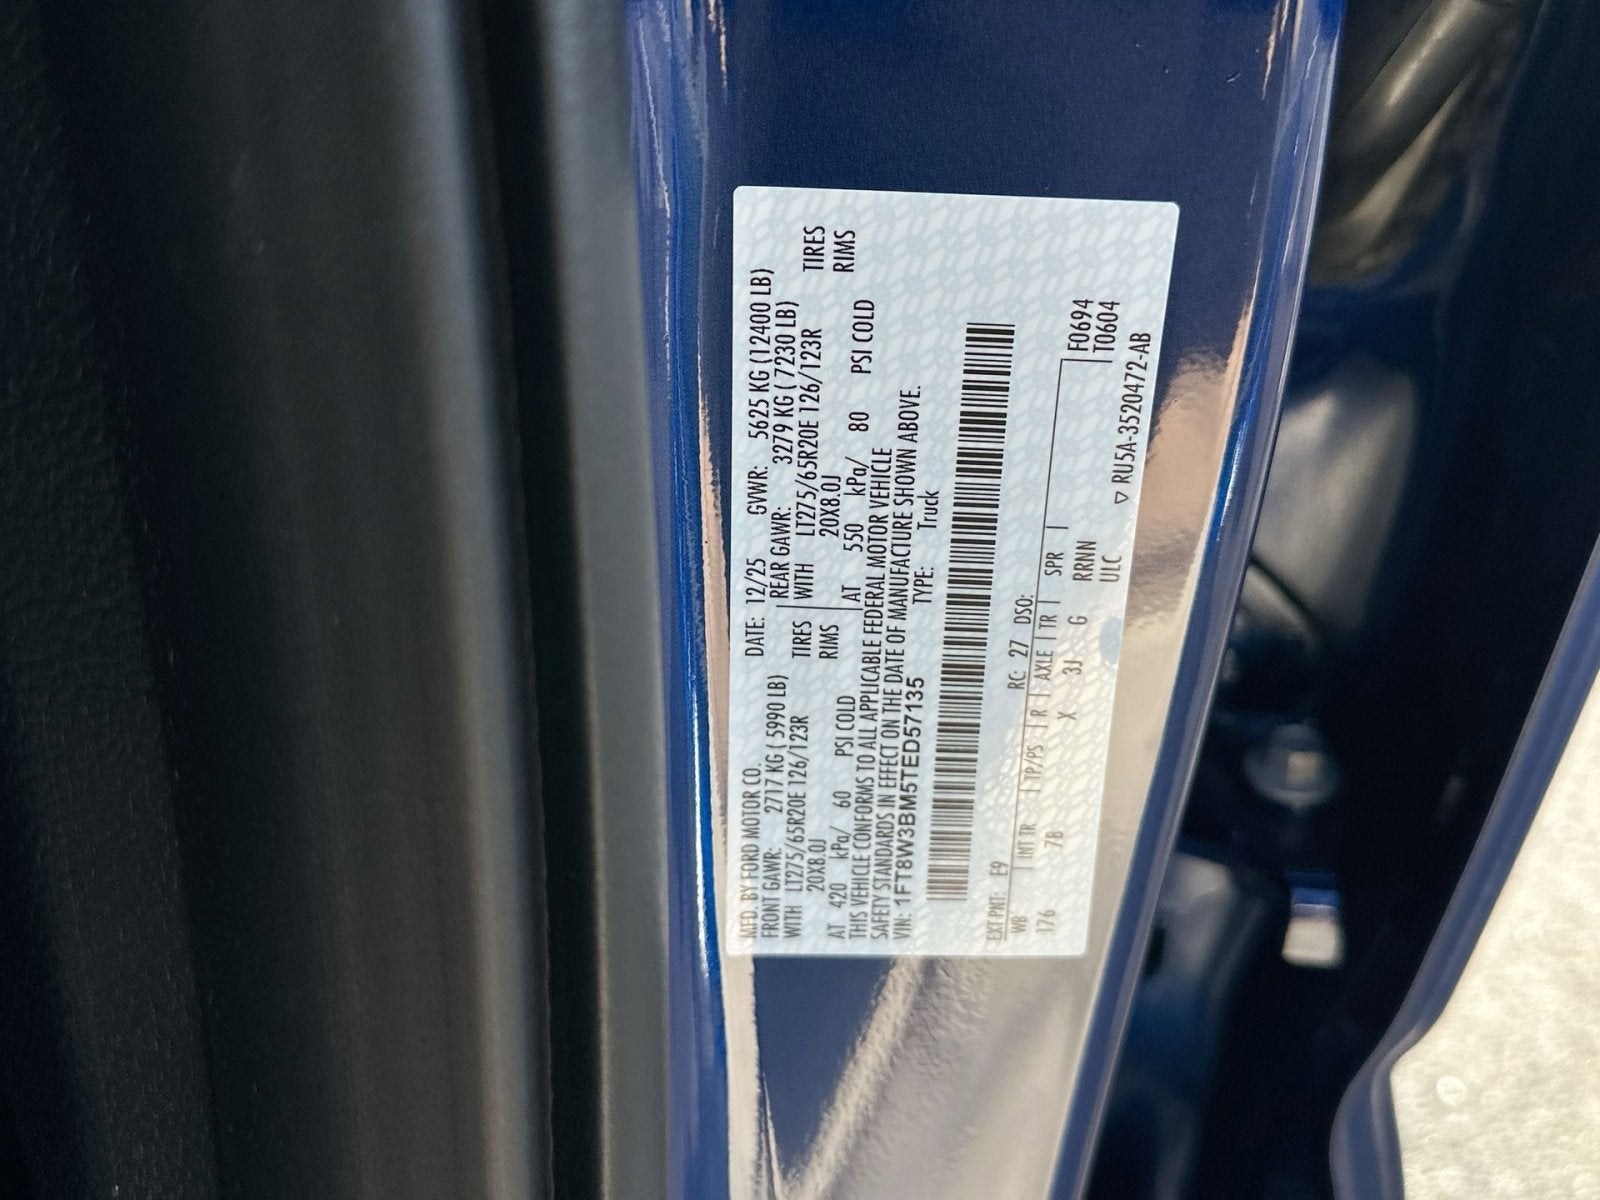 MFD. BY FORD MOTOR CO.
DATE: 12/25 GVWR: 5625 KG (12400 LB)
FRONT GAWR: 2717 KG ( 5990 LB) REAR GAWR: 3279 KG ( 7230 LB)
WITH LT275/65R20E 126/123R TIRES WITH LT275/65R20E 126/123R TIRES
20X8.0J RIMS 20X8.0J RIMS
AT 420 kPa/ 60 PSI COLD AT 550 kPa/ 80 PSI COLD
THIS VEHICLE CONFORMS TO ALL APPLICABLE FEDERAL MOTOR VEHICLE
SAFETY STANDARDS IN EFFECT ON THE DATE OF MANUFACTURE SHOWN ABOVE.
VIN: 1FT8W3BM5TED57135 TYPE: Truck
EXT PNT: E9 RC: 27 DSO: F0694
WB INT TR TP/PS R AXLE TR SPR T0604
176 7B X 3J G RRNN
ULC ▽ RU5A-3520472-AB